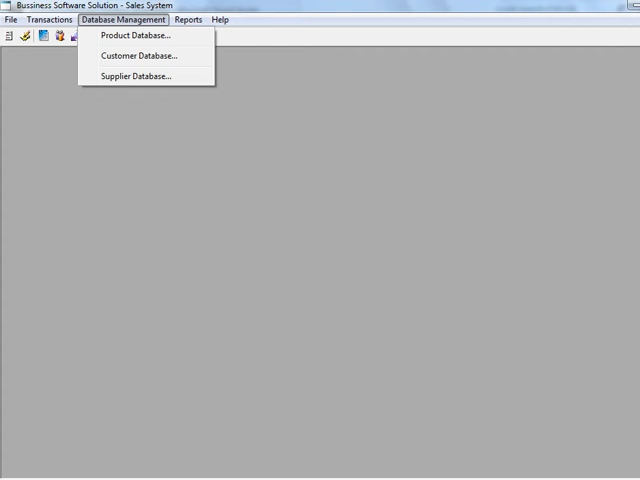 Bussiness Software Solution - Sales System
File Transactions Database Management Reports Help
Product Database...
Customer Database...
Supplier Database...